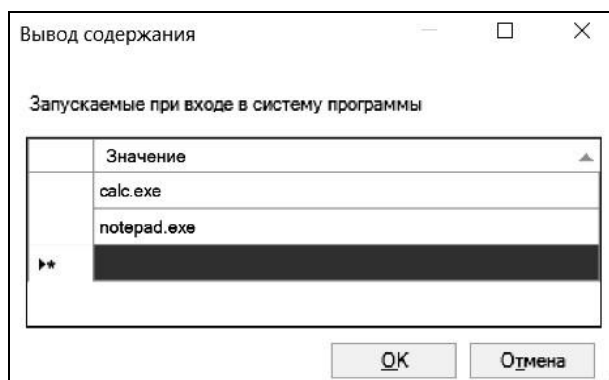 Вывод содержания
Запускаемые при входе в систему программы
Значение
calc.exe
notepad.exe
OK
Отмена